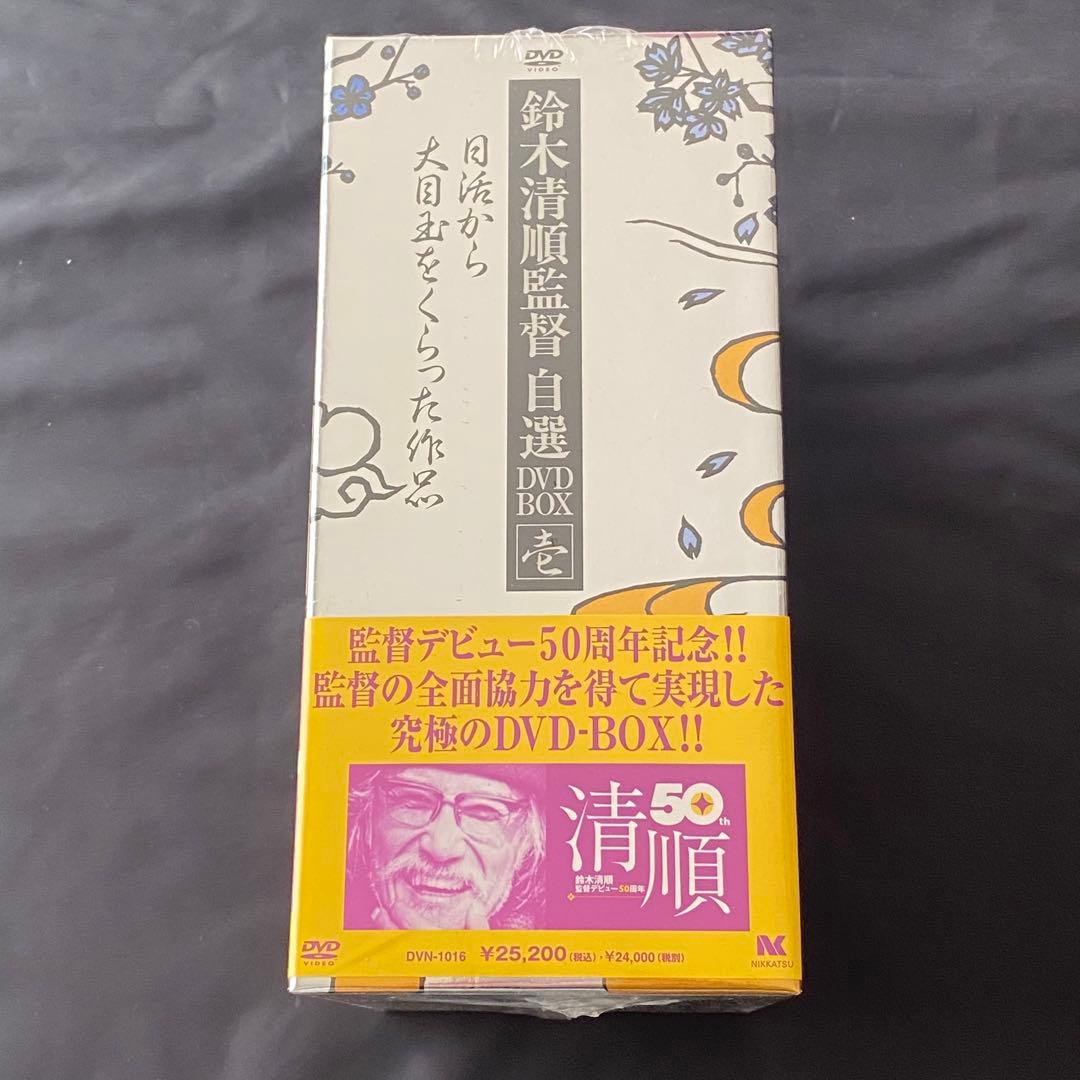 DVD
VIDEO
鈴木清順監督 自選
DVD
BOX
壱
日活から
大目玉をくらった作品
監督デビュー50周年記念!!
監督の全面協力を得て実現した
究極のDVD-BOX!!
50th
清順
鈴木清順
監督デビュー50周年
DVD
VIDEO
DVN-1016 ¥25,200(税込)・¥24,000(税別)
NIKKATSU